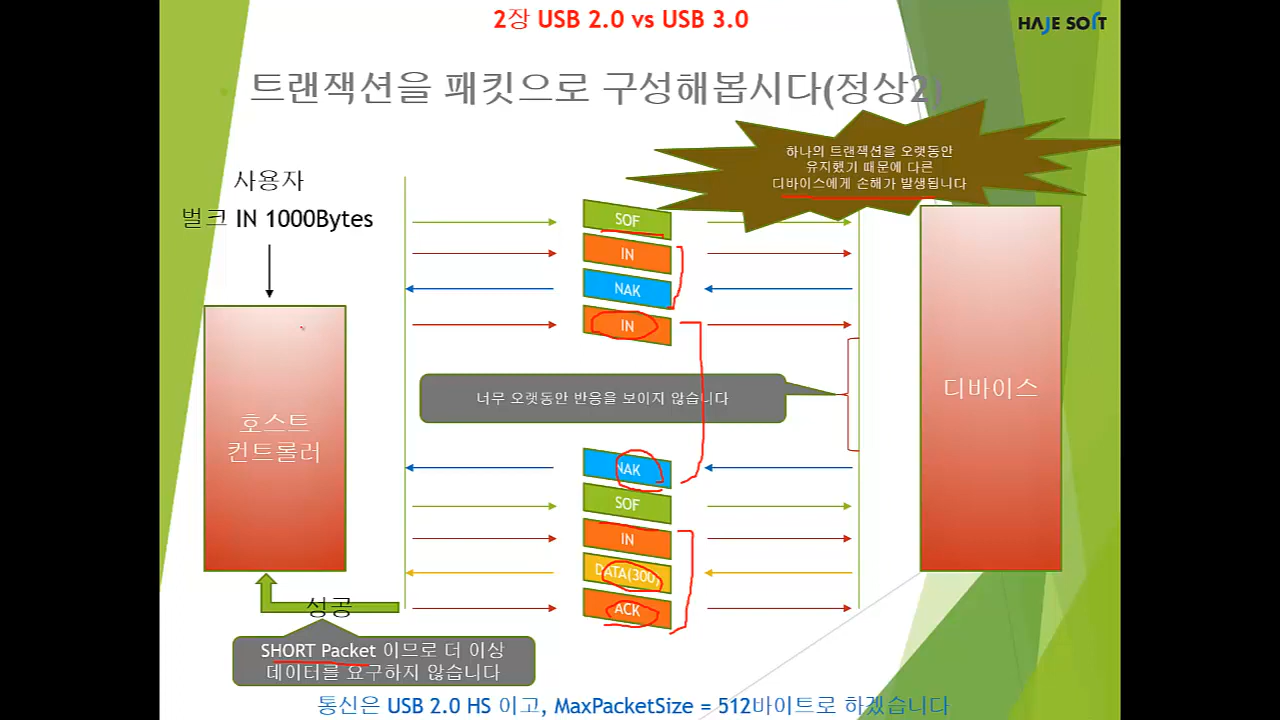 2장 USB 2.0 vs USB 3.0
HAJE SOFT
트랜잭션을 패킷으로 구성해봅시다(정상2)
하나의 트랜잭션을 오랫동안
유지했기 때문에 다른
디바이스에게 손해가 발생됩니다
사용자
벌크 IN 1000Bytes
SOF
IN
NAK
IN
너무 오랫동안 반응을 보이지 않습니다
디바이스
호스트
컨트롤러
NAK
SOF
IN
DATA(300)
ACK
성공
SHORT Packet 이므로 더 이상
데이터를 요구하지 않습니다
통신은 USB 2.0 HS 이고, MaxPacketSize = 512바이트로 하겠습니다